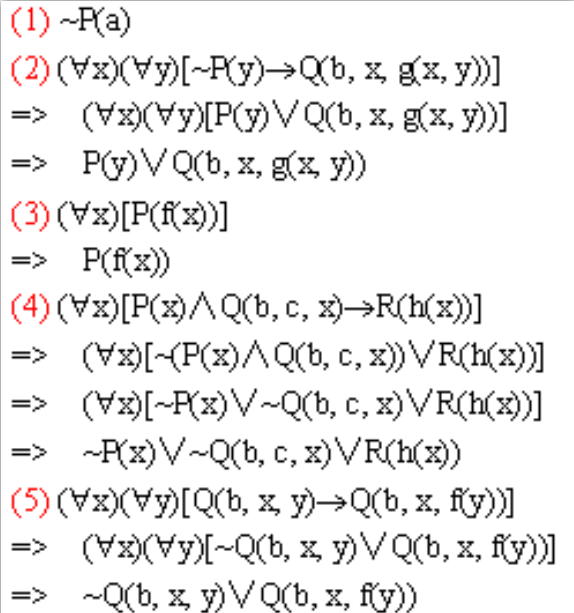 (1) ~P(a)
(2) (∀x)(∀y)[~P(y)→Q(b, x, g(x, y))]
=> (∀x)(∀y)[P(y)∨Q(b, x, g(x, y))]
=> P(y)∨Q(b, x, g(x, y))
(3) (∀x)[P(f(x))]
=> P(f(x))
(4) (∀x)[P(x)∧Q(b, c, x)→R(h(x))]
=> (∀x)[~(P(x)∧Q(b, c, x))∨R(h(x))]
=> (∀x)[~P(x)∨~Q(b, c, x)∨R(h(x))]
=> ~P(x)∨~Q(b, c, x)∨R(h(x))
(5) (∀x)(∀y)[Q(b, x, y)→Q(b, x, f(y))]
=> (∀x)(∀y)[~Q(b, x, y)∨Q(b, x, f(y))]
=> ~Q(b, x, y)∨Q(b, x, f(y))